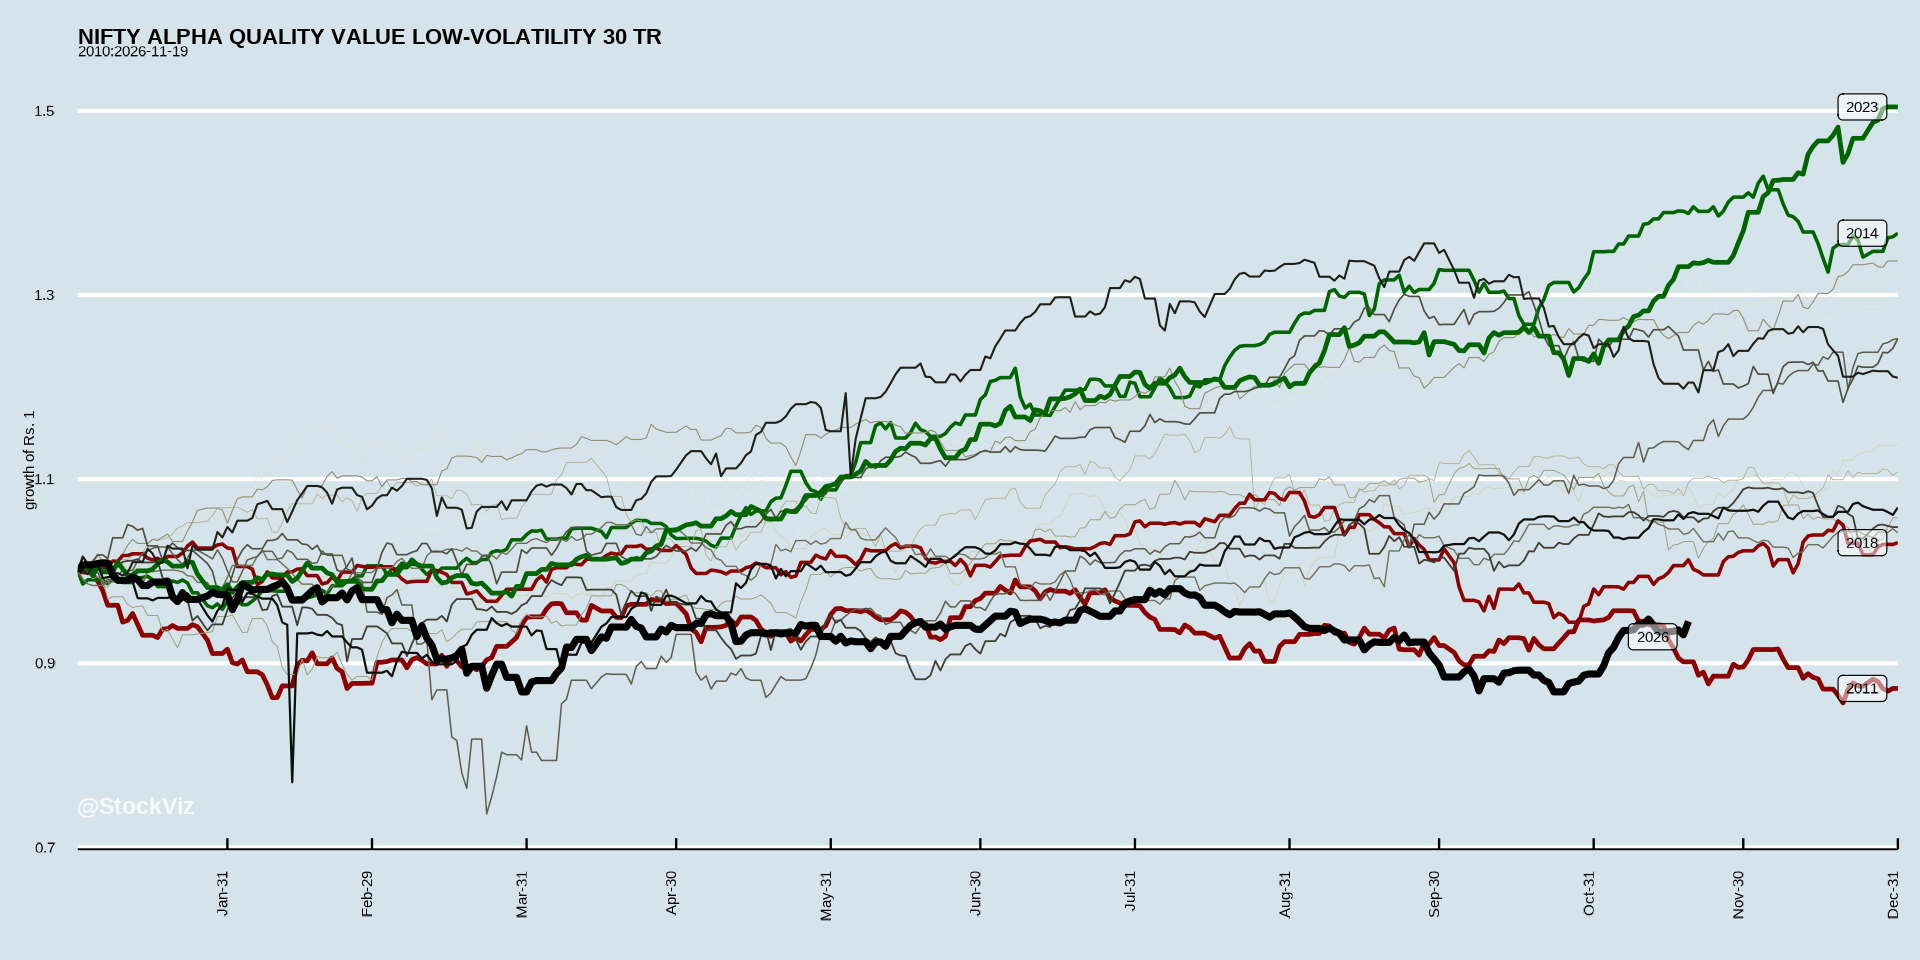 NIFTY ALPHA QUALITY VALUE LOW-VOLATILITY 30 TR
2010:2026-11-19
growth of Rs. 1
1.5
1.3
1.1
0.9
0.7
2023
2014
2018
2026
2011
@StockViz
Jan-31
Feb-29
Mar-31
Apr-30
May-31
Jun-30
Jul-31
Aug-31
Sep-30
Oct-31
Nov-30
Dec-31